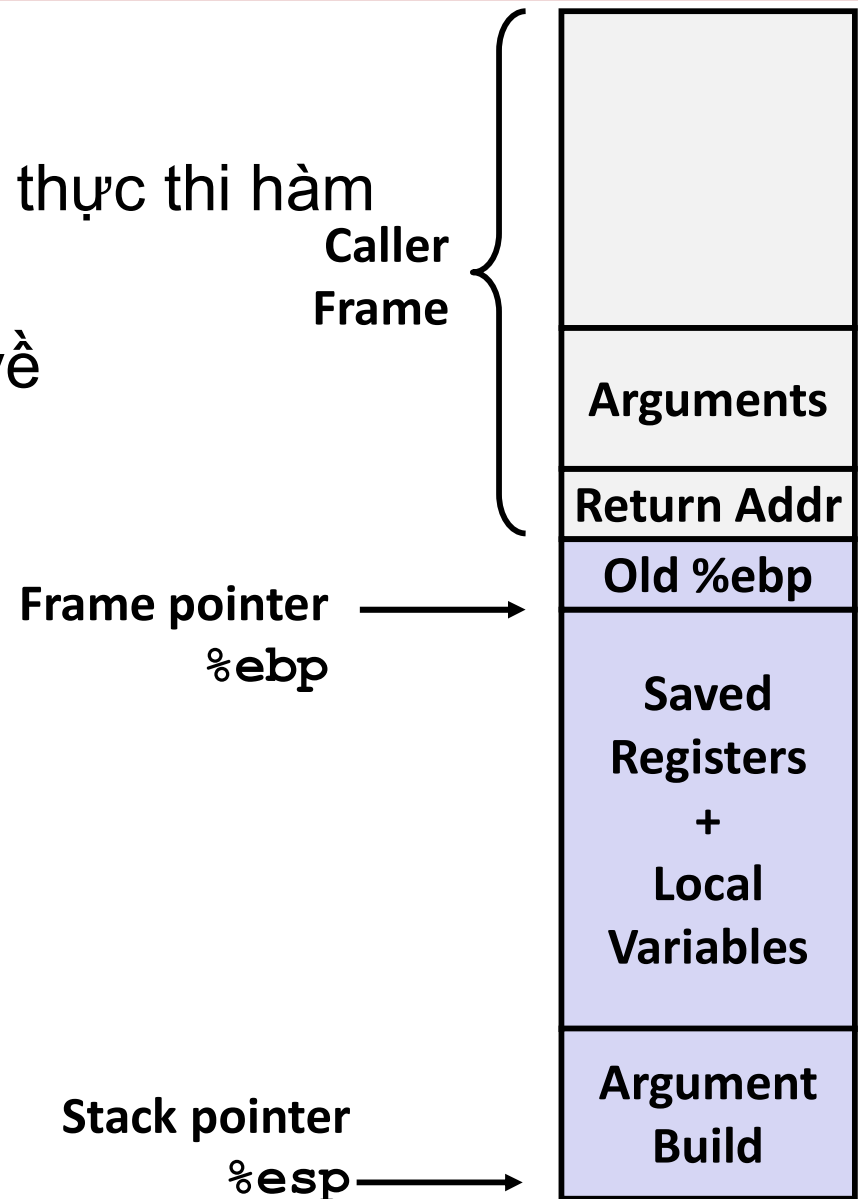 thực thi hàm
Caller
Frame
về
Arguments
Return Addr
Old %ebp
Frame pointer
%ebp
Saved
Registers
+
Local
Variables
Argument
Build
Stack pointer
%esp